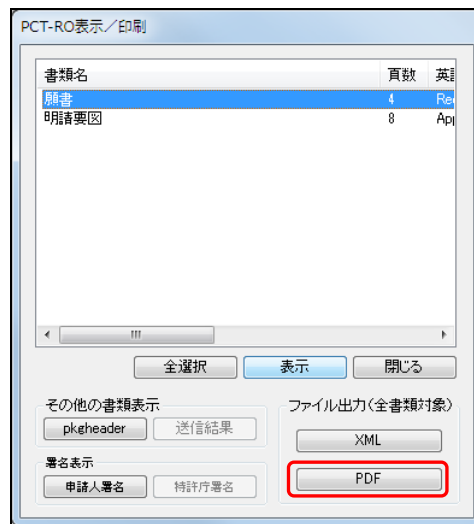 PCT-RO表示／印刷
書類名 頁数 英
願書 4 Re
明請要図 8 App
全選択 表示 閉じる
その他の書類表示 ファイル出力(全書類対象)
pkgheader 送信結果 XML
署名表示
申請人署名 特許庁署名 PDF